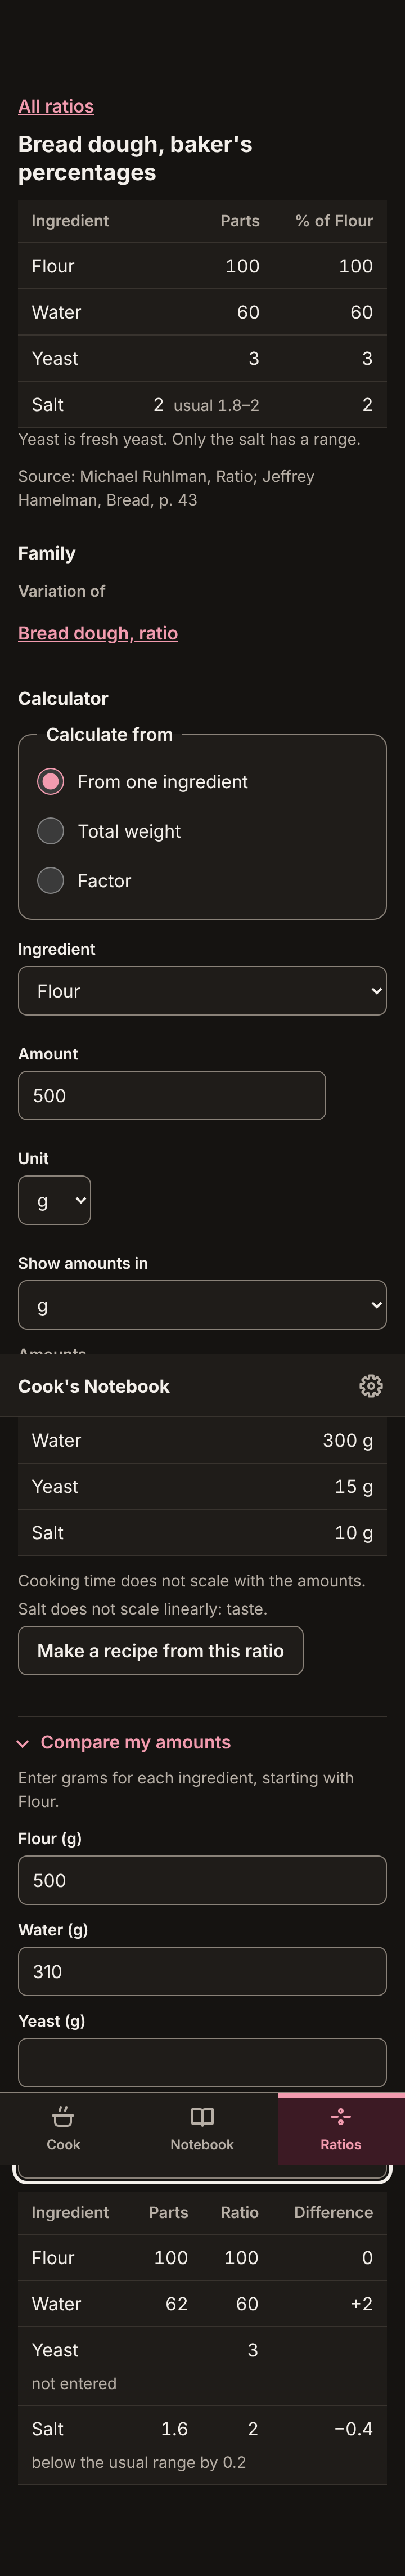 All ratios
Bread dough, baker's
percentages
Ingredient Parts % of Flour
Flour 100 100
Water 60 60
Yeast 3 3
Salt 2 usual 1.8–2 2
Yeast is fresh yeast. Only the salt has a range.
Source: Michael Ruhlman, Ratio; Jeffrey
Hamelman, Bread, p. 43
Family
Variation of
Bread dough, ratio
Calculator
Calculate from
From one ingredient
Total weight
Factor
Ingredient
Flour
Amount
500
Unit
g
Show amounts in
g
Amounts
Cook's Notebook
Water 300 g
Yeast 15 g
Salt 10 g
Cooking time does not scale with the amounts.
Salt does not scale linearly: taste.
Make a recipe from this ratio
Compare my amounts
Enter grams for each ingredient, starting with
Flour.
Flour (g)
500
Water (g)
310
Yeast (g)
Cook Notebook Ratios
Ingredient Parts Ratio Difference
Flour 100 100 0
Water 62 60 +2
Yeast 3
not entered
Salt 1.6 2 −0.4
below the usual range by 0.2